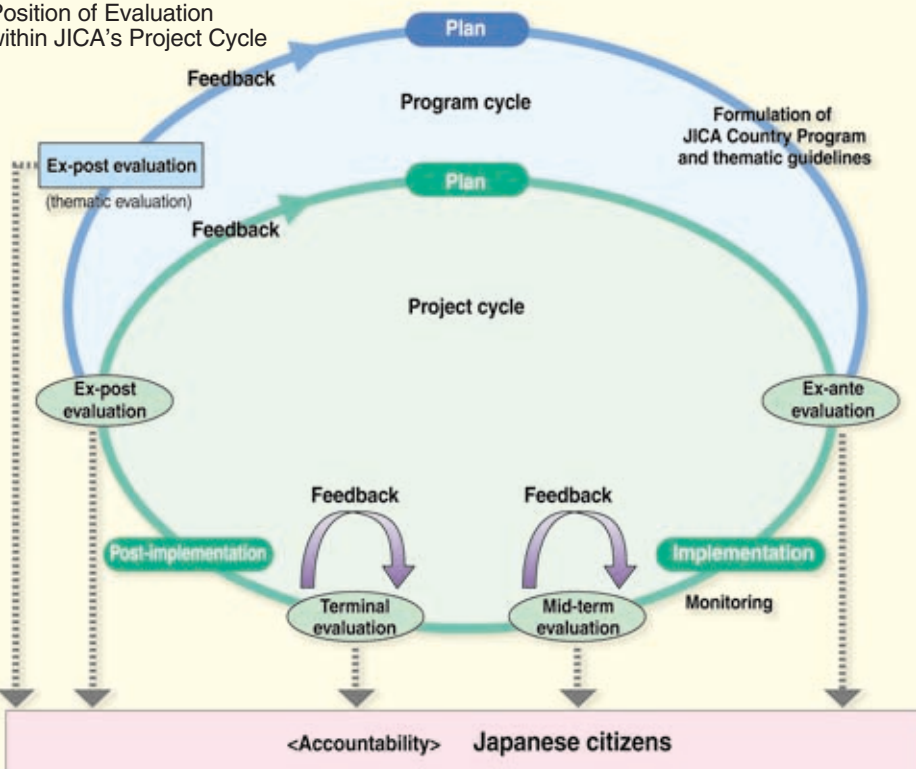 Position of Evaluation
within JICA's Project Cycle
Plan
Feedback
Program cycle
Formulation of
JICA Country Program
and thematic guidelines
Ex-post evaluation
(thematic evaluation)
Plan
Feedback
Project cycle
Ex-post
evaluation
Ex-ante
evaluation
Feedback
Feedback
Post-implementation
Implementation
Terminal
evaluation
Mid-term
evaluation
Monitoring
<Accountability> Japanese citizens